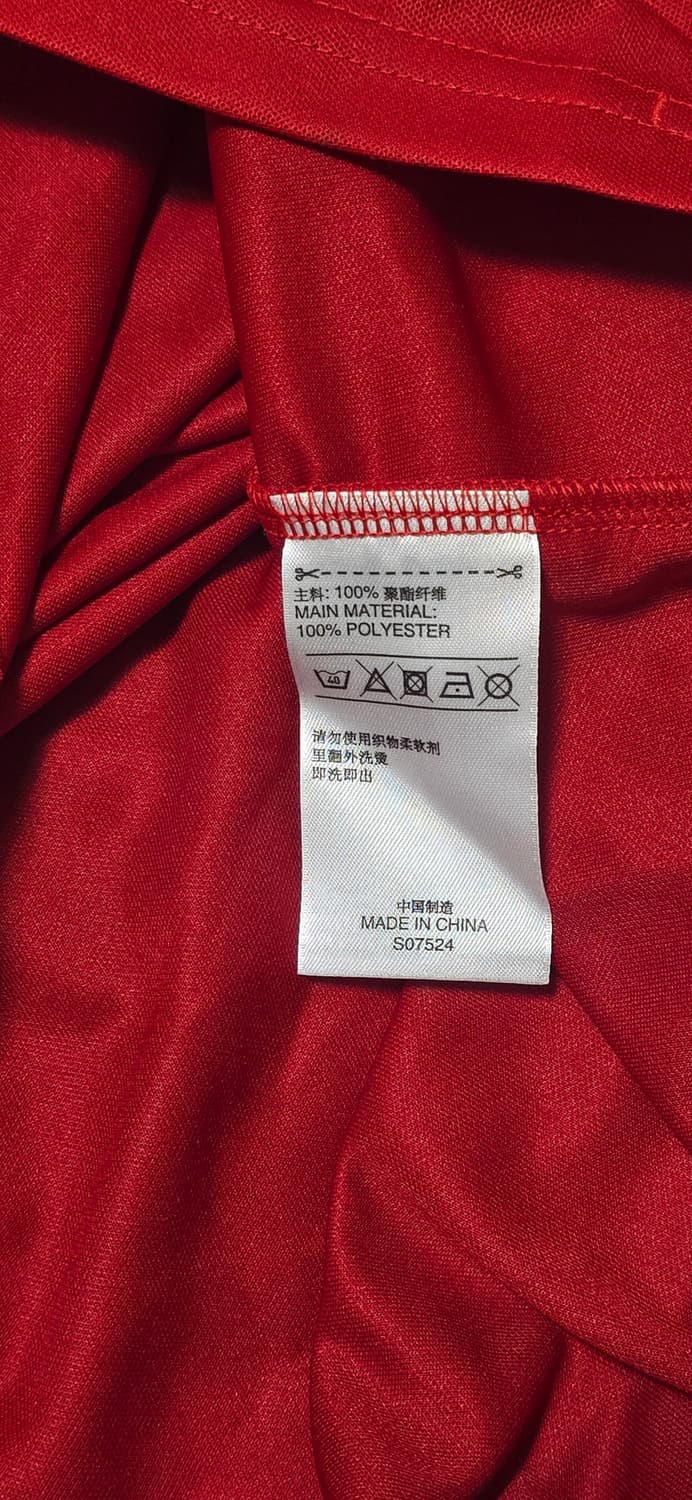 主料: 100% 聚酯纤维
MAIN MATERIAL:
100% POLYESTER
40
请勿使用织物柔软剂
里翻外洗烫
即洗即出
中国制造
MADE IN CHINA
S07524